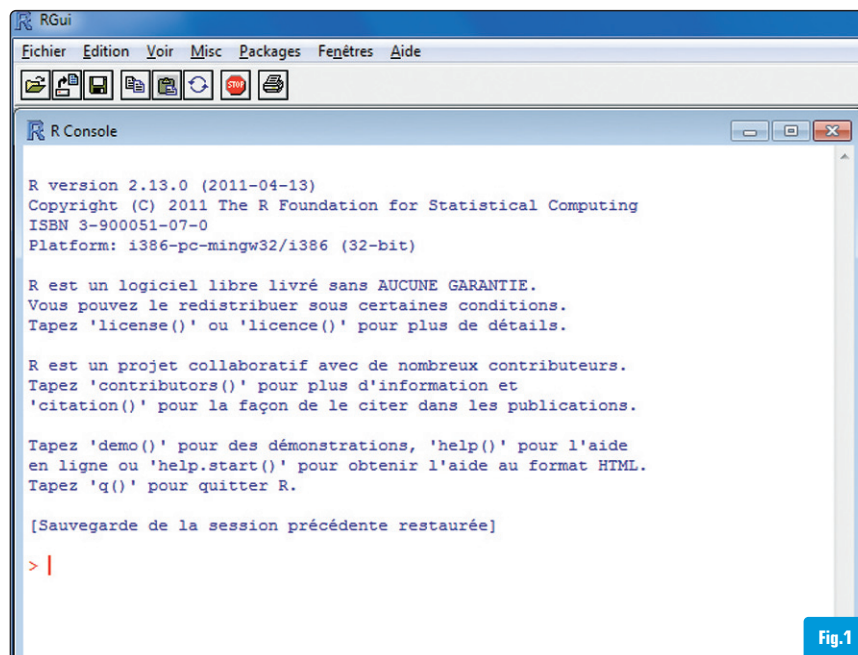 RGui
Fichier Edition Voir Misc Packages Fenêtres Aide
STOP
R Console
R version 2.13.0 (2011-04-13)
Copyright (C) 2011 The R Foundation for Statistical Computing
ISBN 3-900051-07-0
Platform: i386-pc-mingw32/i386 (32-bit)
R est un logiciel libre livré sans AUCUNE GARANTIE.
Vous pouvez le redistribuer sous certaines conditions.
Tapez 'license()' ou 'licence()' pour plus de détails.
R est un projet collaboratif avec de nombreux contributeurs.
Tapez 'contributors()' pour plus d'information et
'citation()' pour la façon de le citer dans les publications.
Tapez 'demo()' pour des démonstrations, 'help()' pour l'aide
en ligne ou 'help.start()' pour obtenir l'aide au format HTML.
Tapez 'q()' pour quitter R.
[Sauvegarde de la session précédente restaurée]
>
Fig.1